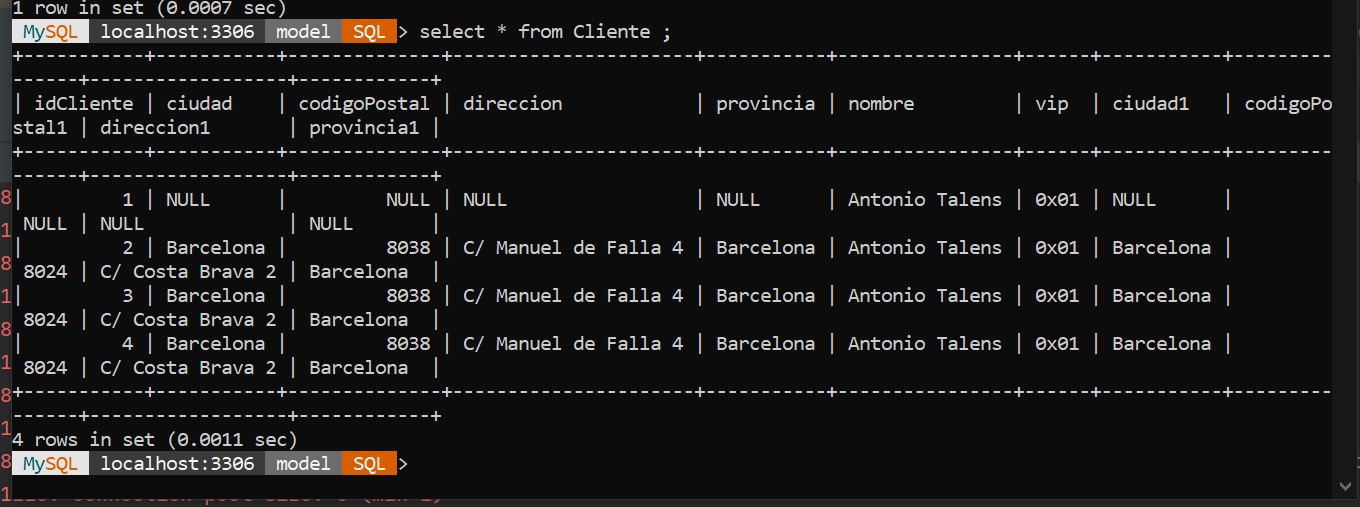 1 row in set (0.0007 sec)
MySQL localhost:3306 model SQL > select * from Cliente ;
+-----------+-----------+-------------+----------------------+-----------+----------------+------+-----------+---------
------+------------------+------------+
| idCliente | ciudad    | codigoPostal | direccion            | provincia | nombre         | vip  | ciudad1   | codigoPo
stal1 | direccion1       | provincia1 |
+-----------+-----------+-------------+----------------------+-----------+----------------+------+-----------+---------
------+------------------+------------+
|         1 | NULL      |         NULL | NULL                 | NULL      | Antonio Talens | 0x01 | NULL      |
 NULL | NULL             | NULL       |
|         2 | Barcelona |         8038 | C/ Manuel de Falla 4 | Barcelona | Antonio Talens | 0x01 | Barcelona |
 8024 | C/ Costa Brava 2 | Barcelona  |
|         3 | Barcelona |         8038 | C/ Manuel de Falla 4 | Barcelona | Antonio Talens | 0x01 | Barcelona |
 8024 | C/ Costa Brava 2 | Barcelona  |
|         4 | Barcelona |         8038 | C/ Manuel de Falla 4 | Barcelona | Antonio Talens | 0x01 | Barcelona |
 8024 | C/ Costa Brava 2 | Barcelona  |
+-----------+-----------+-------------+----------------------+-----------+----------------+------+-----------+---------
------+------------------+------------+
4 rows in set (0.0011 sec)
MySQL localhost:3306 model SQL >